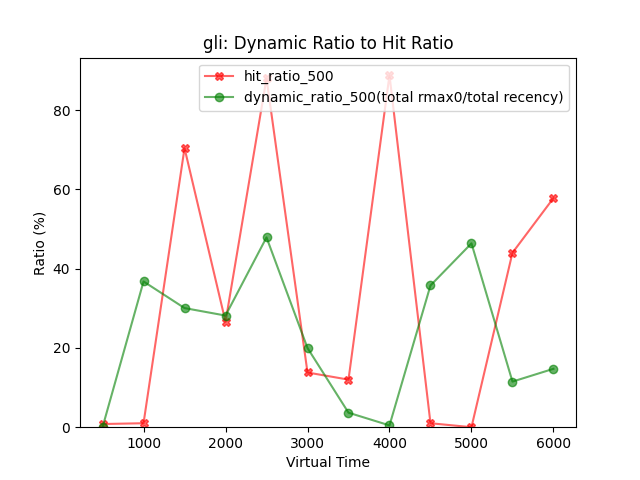 gli: Dynamic Ratio to Hit Ratio
hit_ratio_500
dynamic_ratio_500(total rmax0/total recency)
80
60
40
20
0
Ratio (%)
1000 2000 3000 4000 5000 6000
Virtual Time